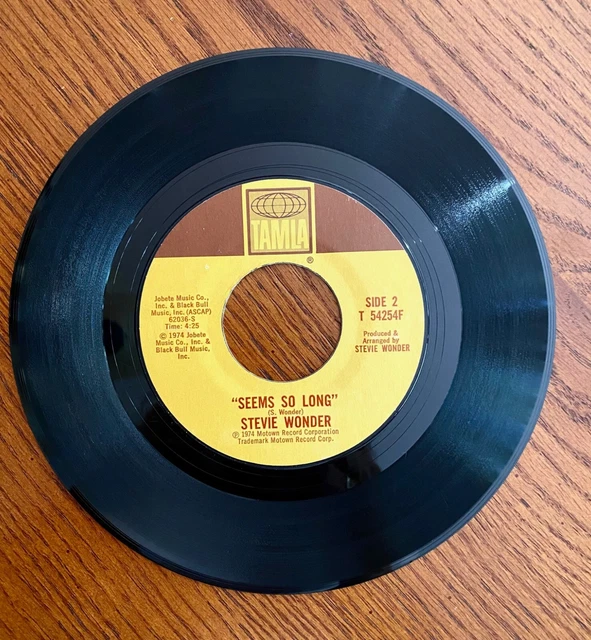 TAMLA
®
Jobete Music Co.,
Inc. & Black Bull
Music, Inc. (ASCAP)
62036-S
Time: 4:25
© 1974 Jobete
Music Co., Inc. &
Black Bull Music,
Inc.
SIDE 2
T 54254F
Produced &
Arranged by
STEVIE WONDER
"SEEMS SO LONG"
(S. Wonder)
STEVIE WONDER
℗ 1974 Motown Record Corporation
Trademark Motown Record Corp.